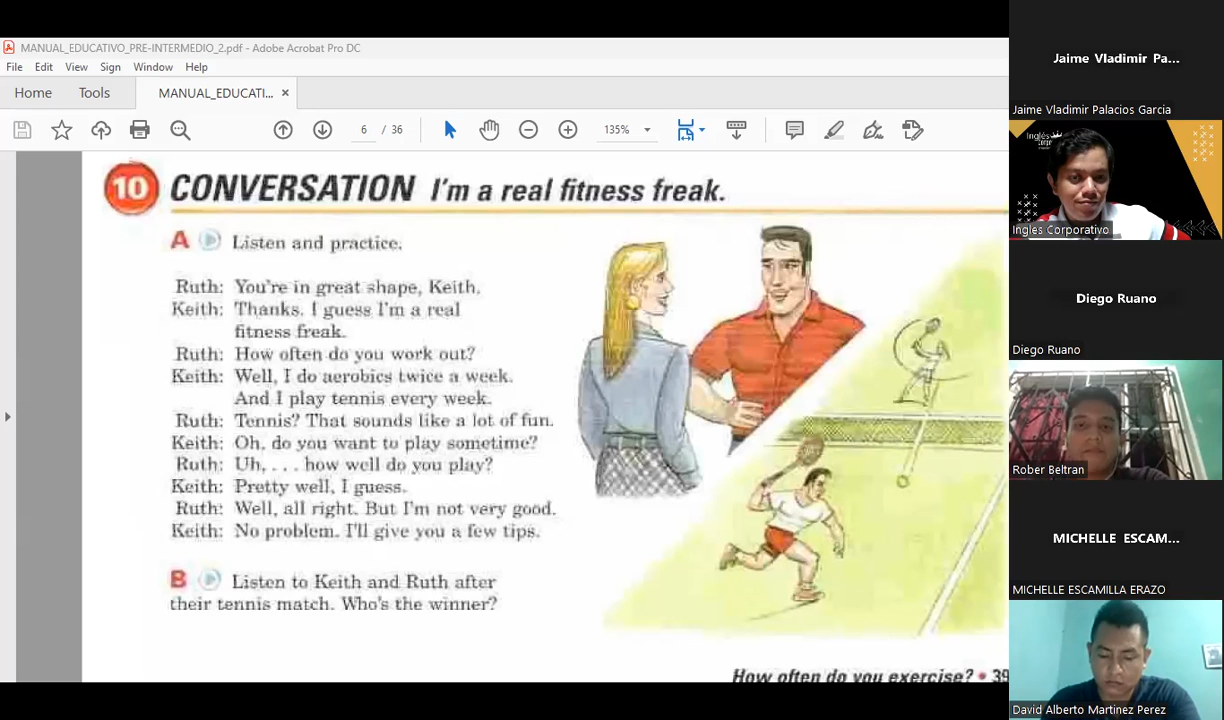 MANUAL_EDUCATIVO_PRE-INTERMEDIO_2.pdf - Adobe Acrobat Pro DC
File Edit View Sign Window Help
Home Tools MANUAL_EDUCATI... ×
6 / 36 135%
10 CONVERSATION I'm a real fitness freak.
A Listen and practice.
Ruth: You're in great shape, Keith.
Keith: Thanks. I guess I'm a real
fitness freak.
Ruth: How often do you work out?
Keith: Well, I do aerobics twice a week.
And I play tennis every week.
Ruth: Tennis? That sounds like a lot of fun.
Keith: Oh, do you want to play sometime?
Ruth: Uh, . . . how well do you play?
Keith: Pretty well, I guess.
Ruth: Well, all right. But I'm not very good.
Keith: No problem. I'll give you a few tips.
B Listen to Keith and Ruth after
their tennis match. Who's the winner?
How often do you exercise? • 39
Jaime Vladimir Pa...
Jaime Vladimir Palacios Garcia
Inglés
Ingles Corporativo
Diego Ruano
Diego Ruano
Rober Beltran
MICHELLE ESCAM...
MICHELLE ESCAMILLA ERAZO
David Alberto Martinez Perez